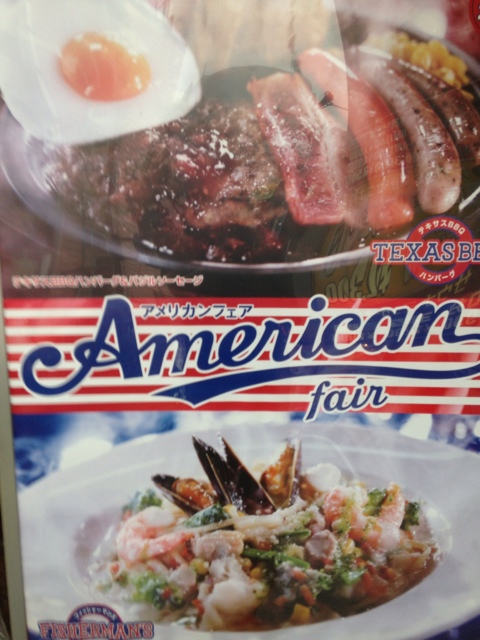 テキサスBBQ
TEXAS BB
ハンバーグ
テキサスBBQハンバーグ&バジルソーセージ
アメリカンフェア
American
fair
FISHERMAN'S